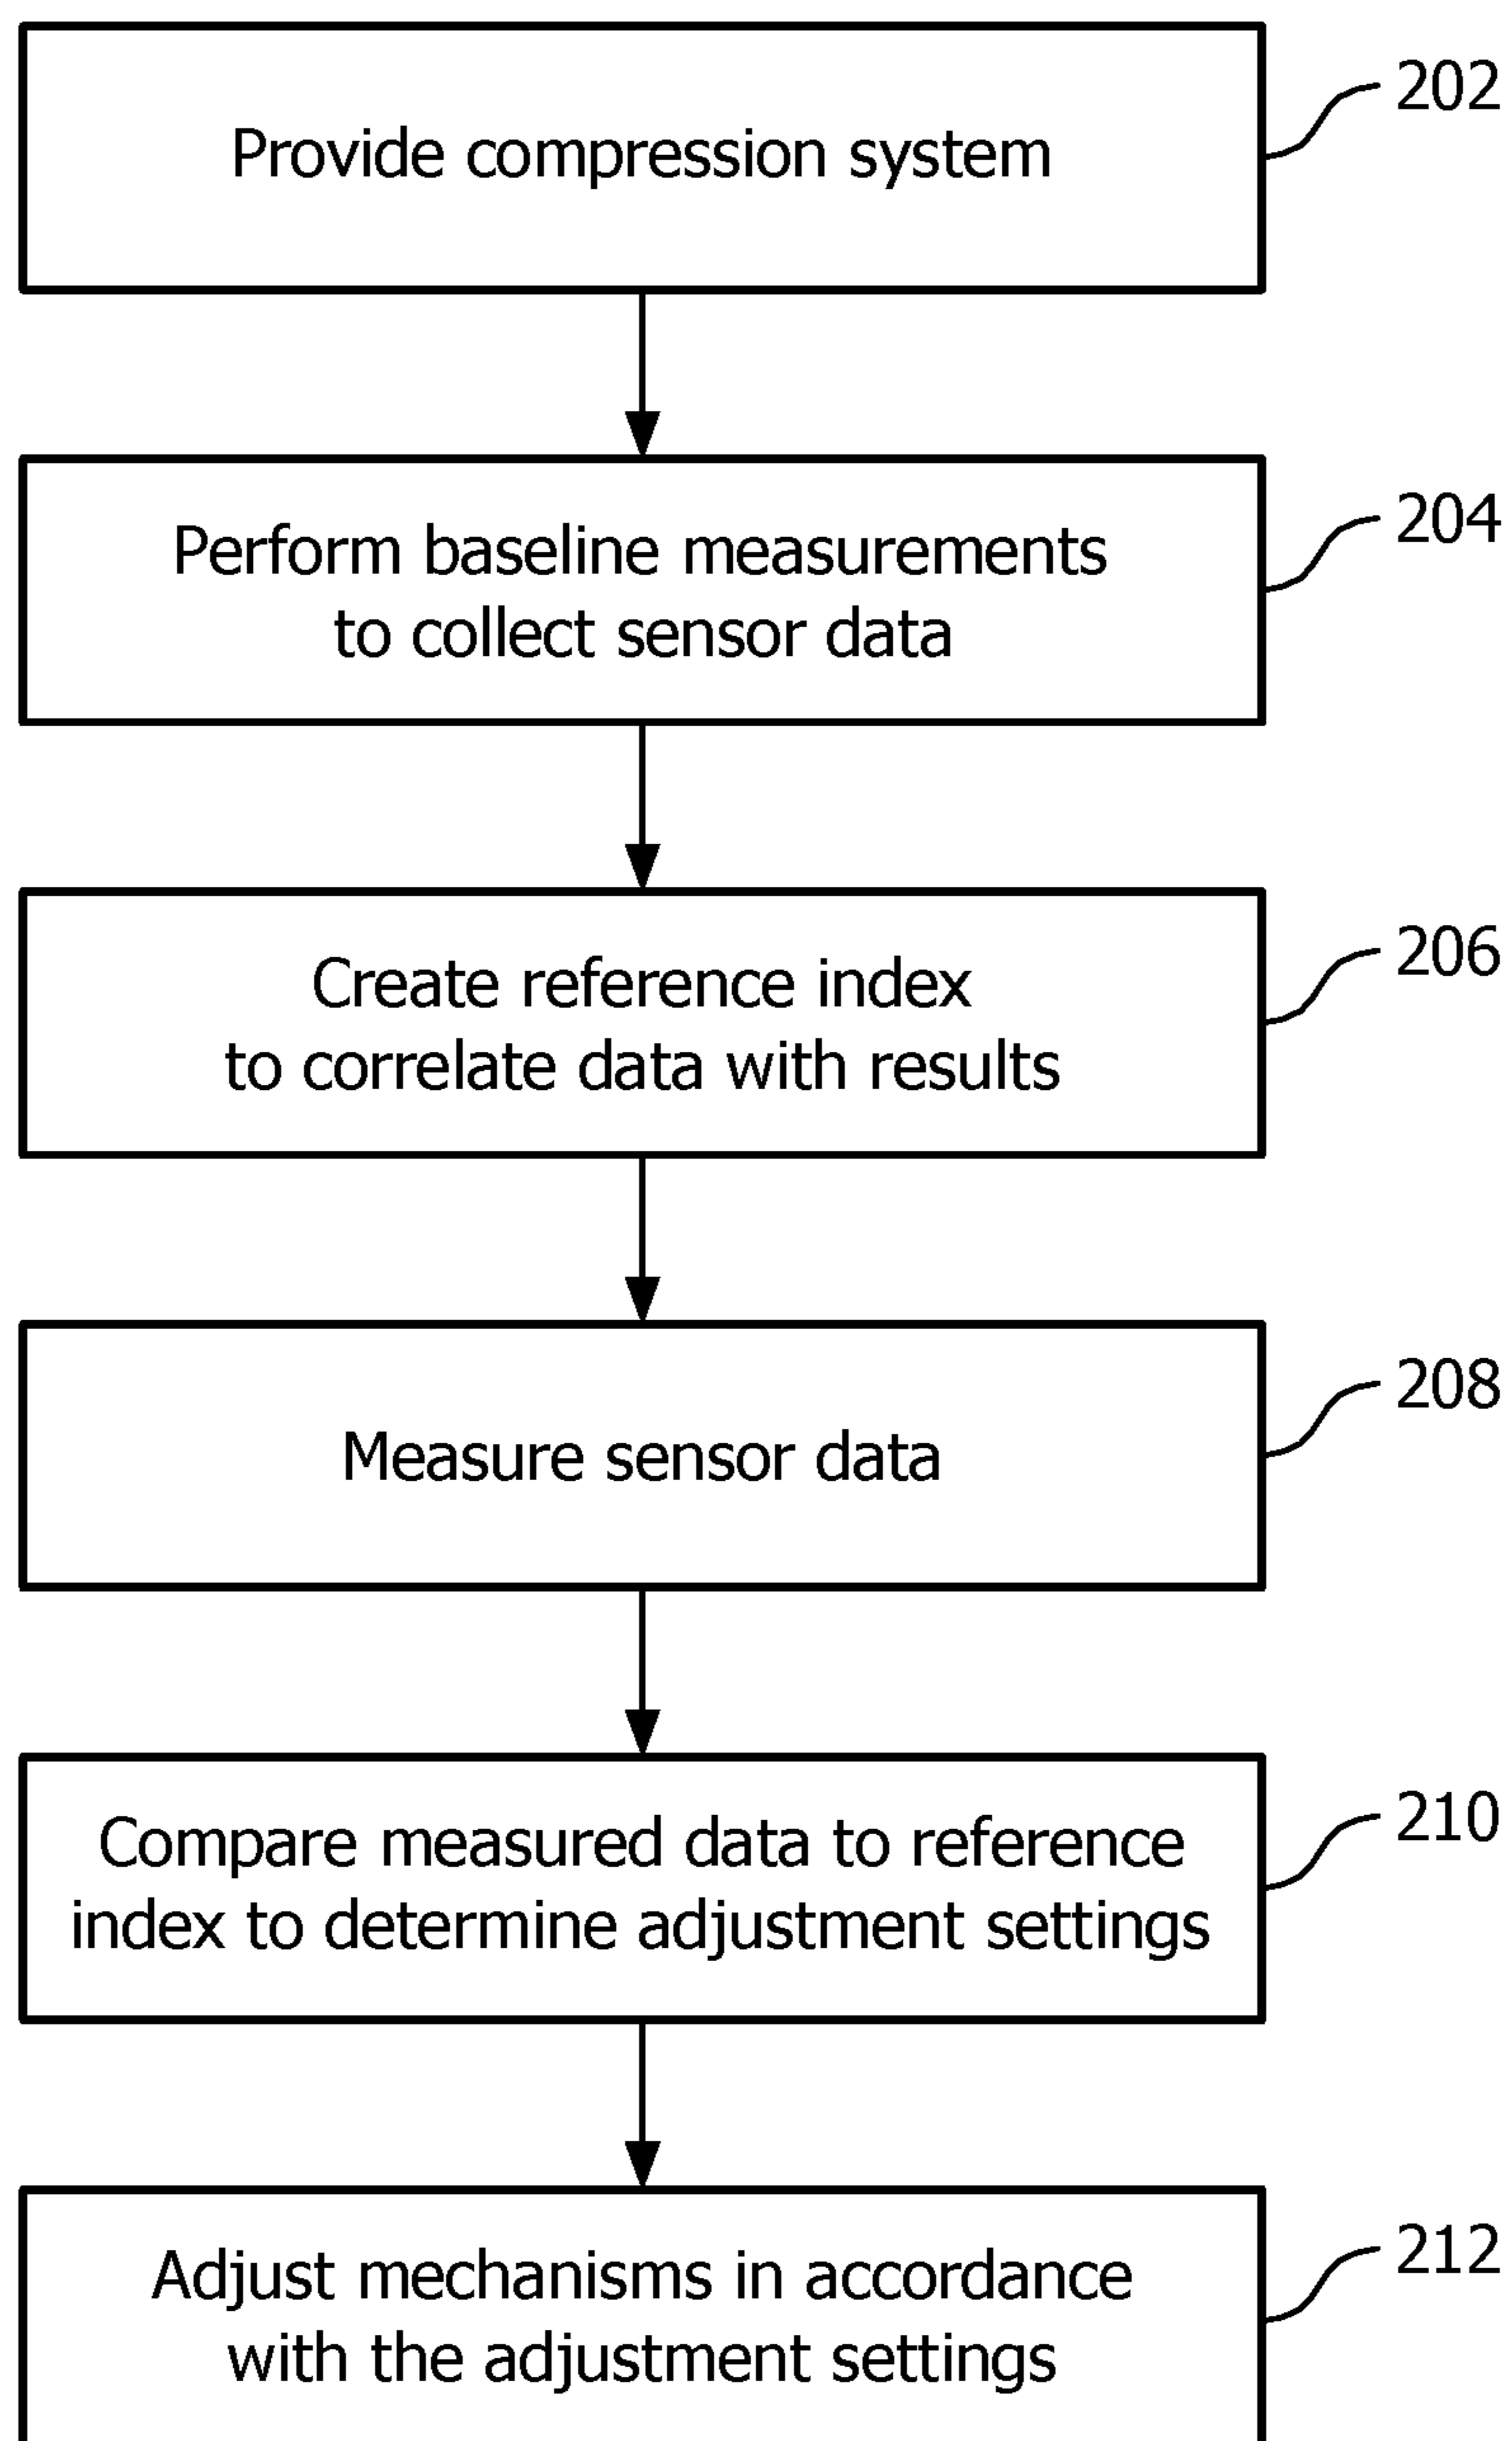 Provide compression system
202
Perform baseline measurements
to collect sensor data
204
Create reference index
to correlate data with results
206
Measure sensor data
208
Compare measured data to reference
index to determine adjustment settings
210
Adjust mechanisms in accordance
with the adjustment settings
212